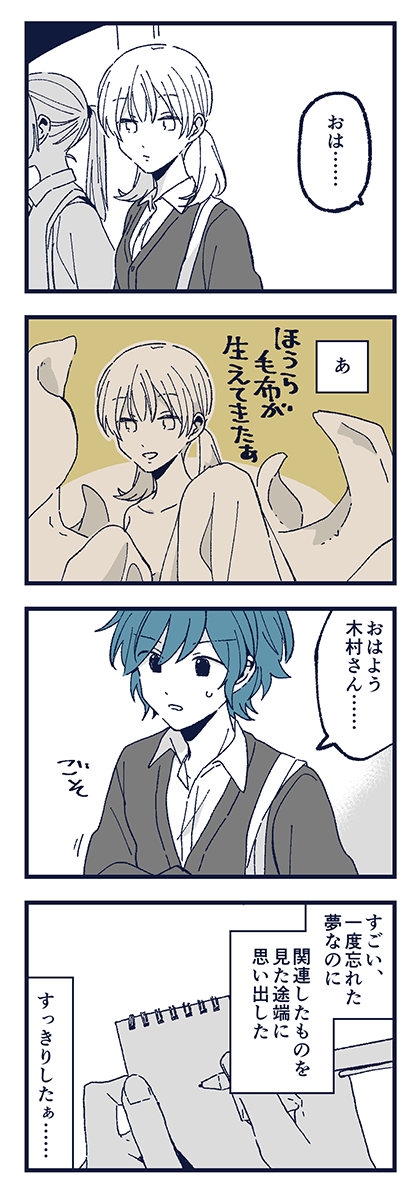 おは……
あ
ほうら
毛布が
生えてきたぁ
おはよう
木村さん……
ごそ
すごい、
一度忘れた
夢なのに
関連したものを
見た途端に
思い出した
すっきりしたぁ……